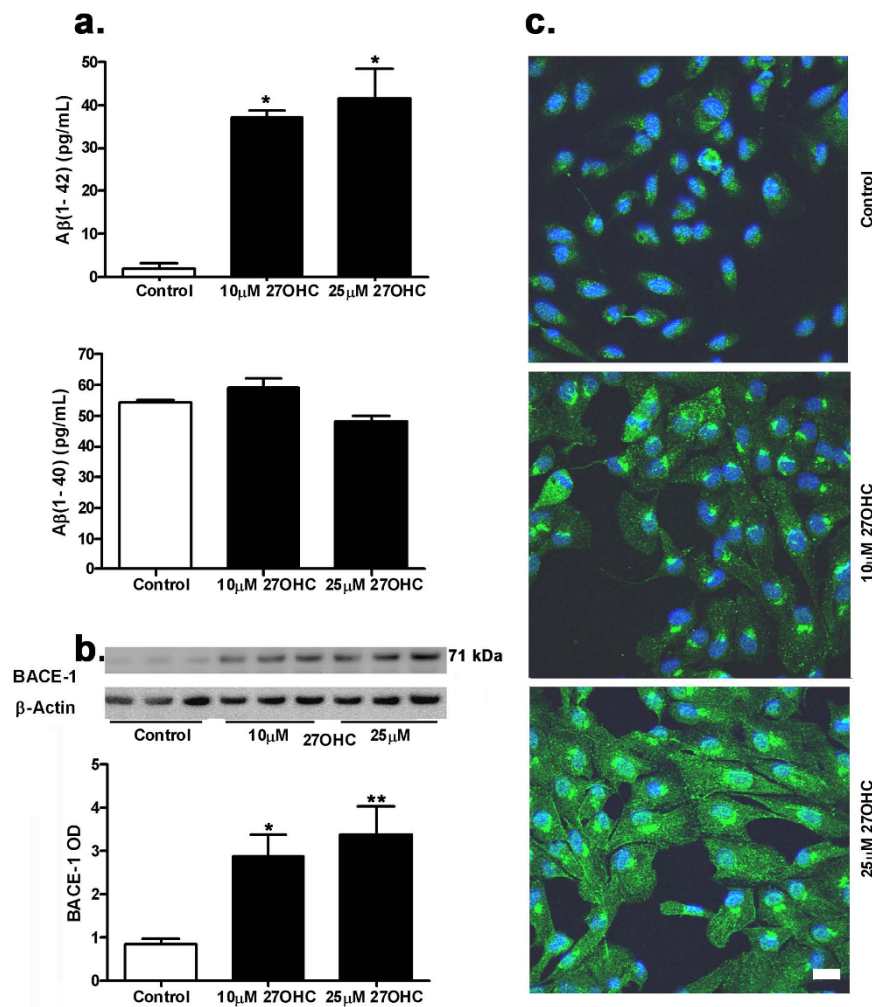 a.
50
40
30
20
10
0
Aβ(1- 42) (pg/mL)
*
*
Control
10μM 27OHC
25μM 27OHC
70
60
50
40
30
20
10
0
Aβ(1- 40) (pg/mL)
Control
10μM 27OHC
25μM 27OHC
b.
BACE-1
71 kDa
β-Actin
Control
10μM
27OHC
25μM
5
4
3
2
1
0
BACE-1 OD
*
**
Control
10μM 27OHC
25μM 27OHC
c.
Control
10μM 27OHC
25μM 27OHC